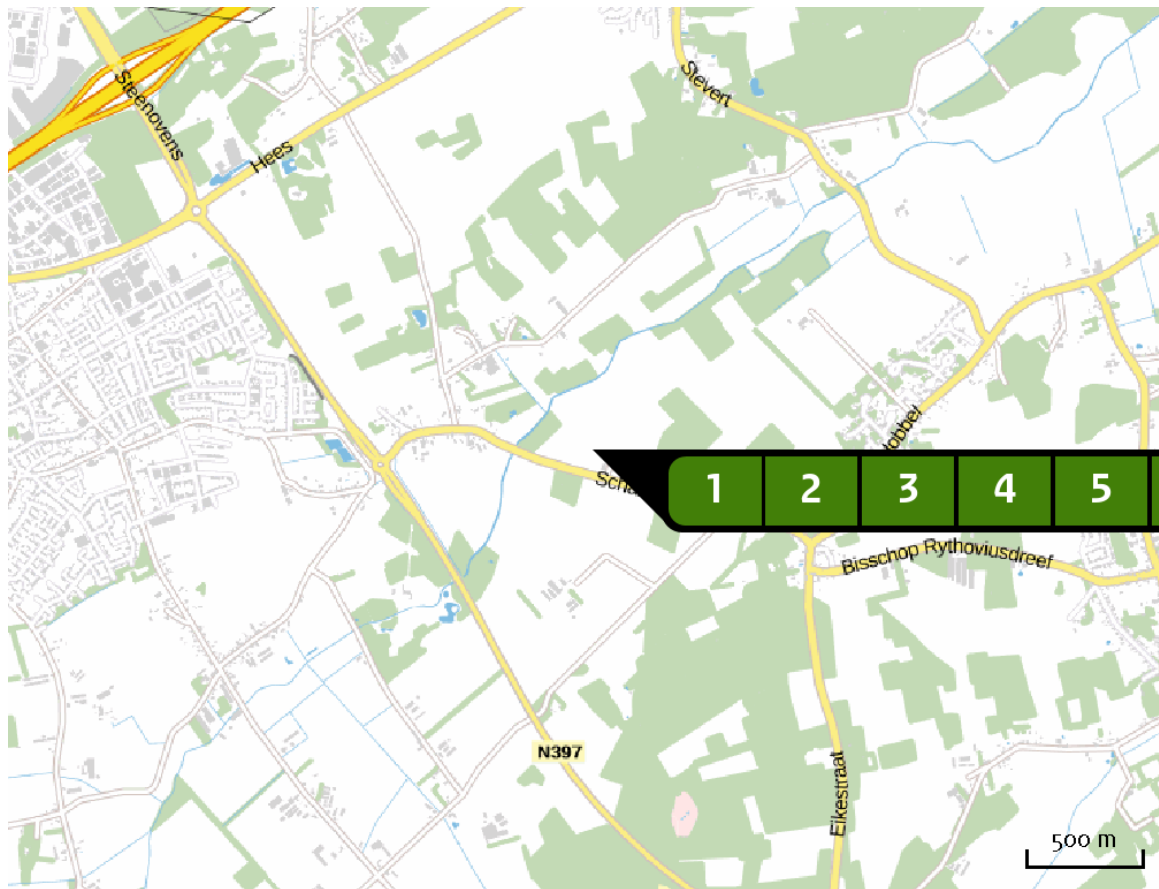 Stevert
Steenovens
Hees
1 2 3 4 5
Bisschop Rythoviusdreef
N397
Eikestraat
500 m